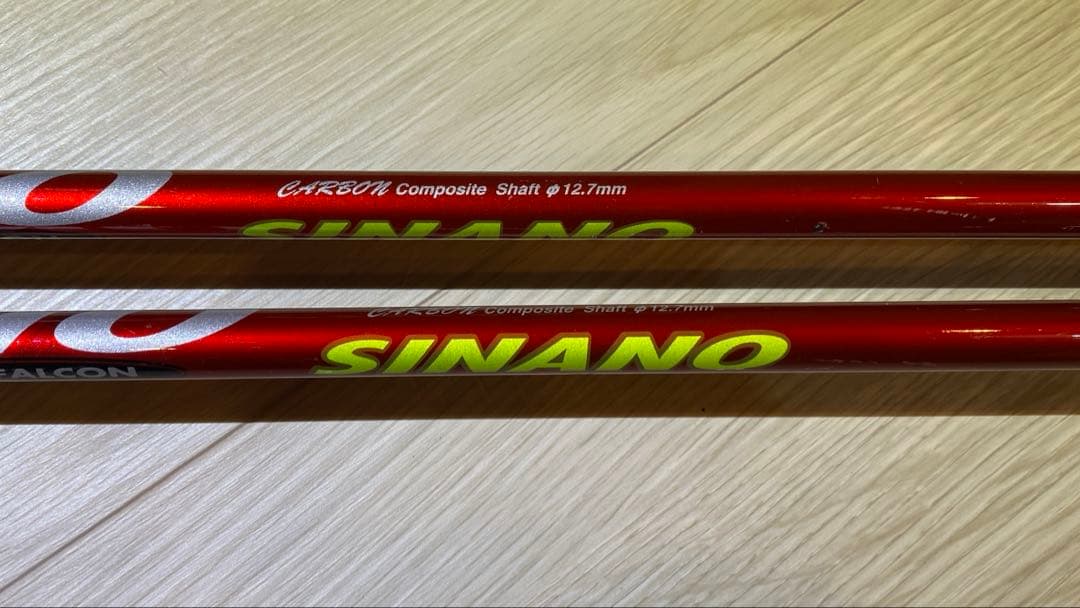 CARBON Composite Shaft φ12.7mm
SINANO
CARBON Composite Shaft φ12.7mm
SINANO
FALCON